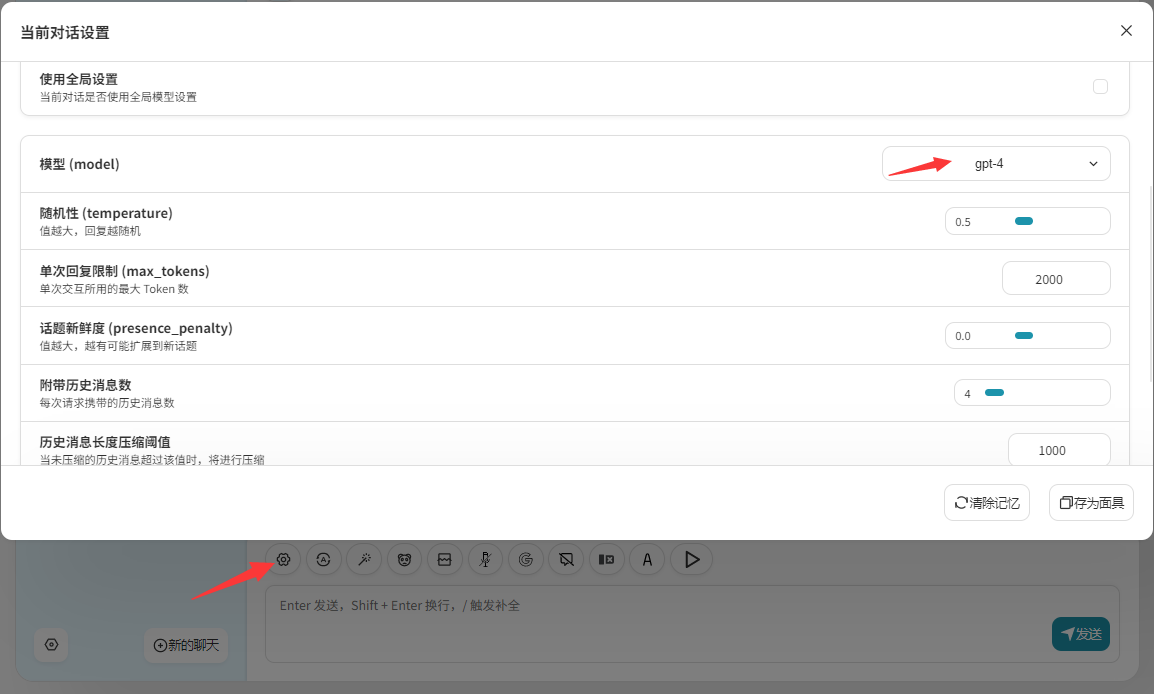 当前对话设置
使用全局设置
当前对话是否使用全局模型设置
模型 (model)
gpt-4
随机性 (temperature)
值越大，回复越随机
0.5
单次回复限制 (max_tokens)
单次交互所用的最大 Token 数
2000
话题新鲜度 (presence_penalty)
值越大，越有可能扩展到新话题
0.0
附带历史消息数
每次请求携带的历史消息数
4
历史消息长度压缩阈值
当未压缩的历史消息超过该值时，将进行压缩
1000
清除记忆
存为面具
A
Enter 发送，Shift + Enter 换行，/ 触发补全
新的聊天
发送